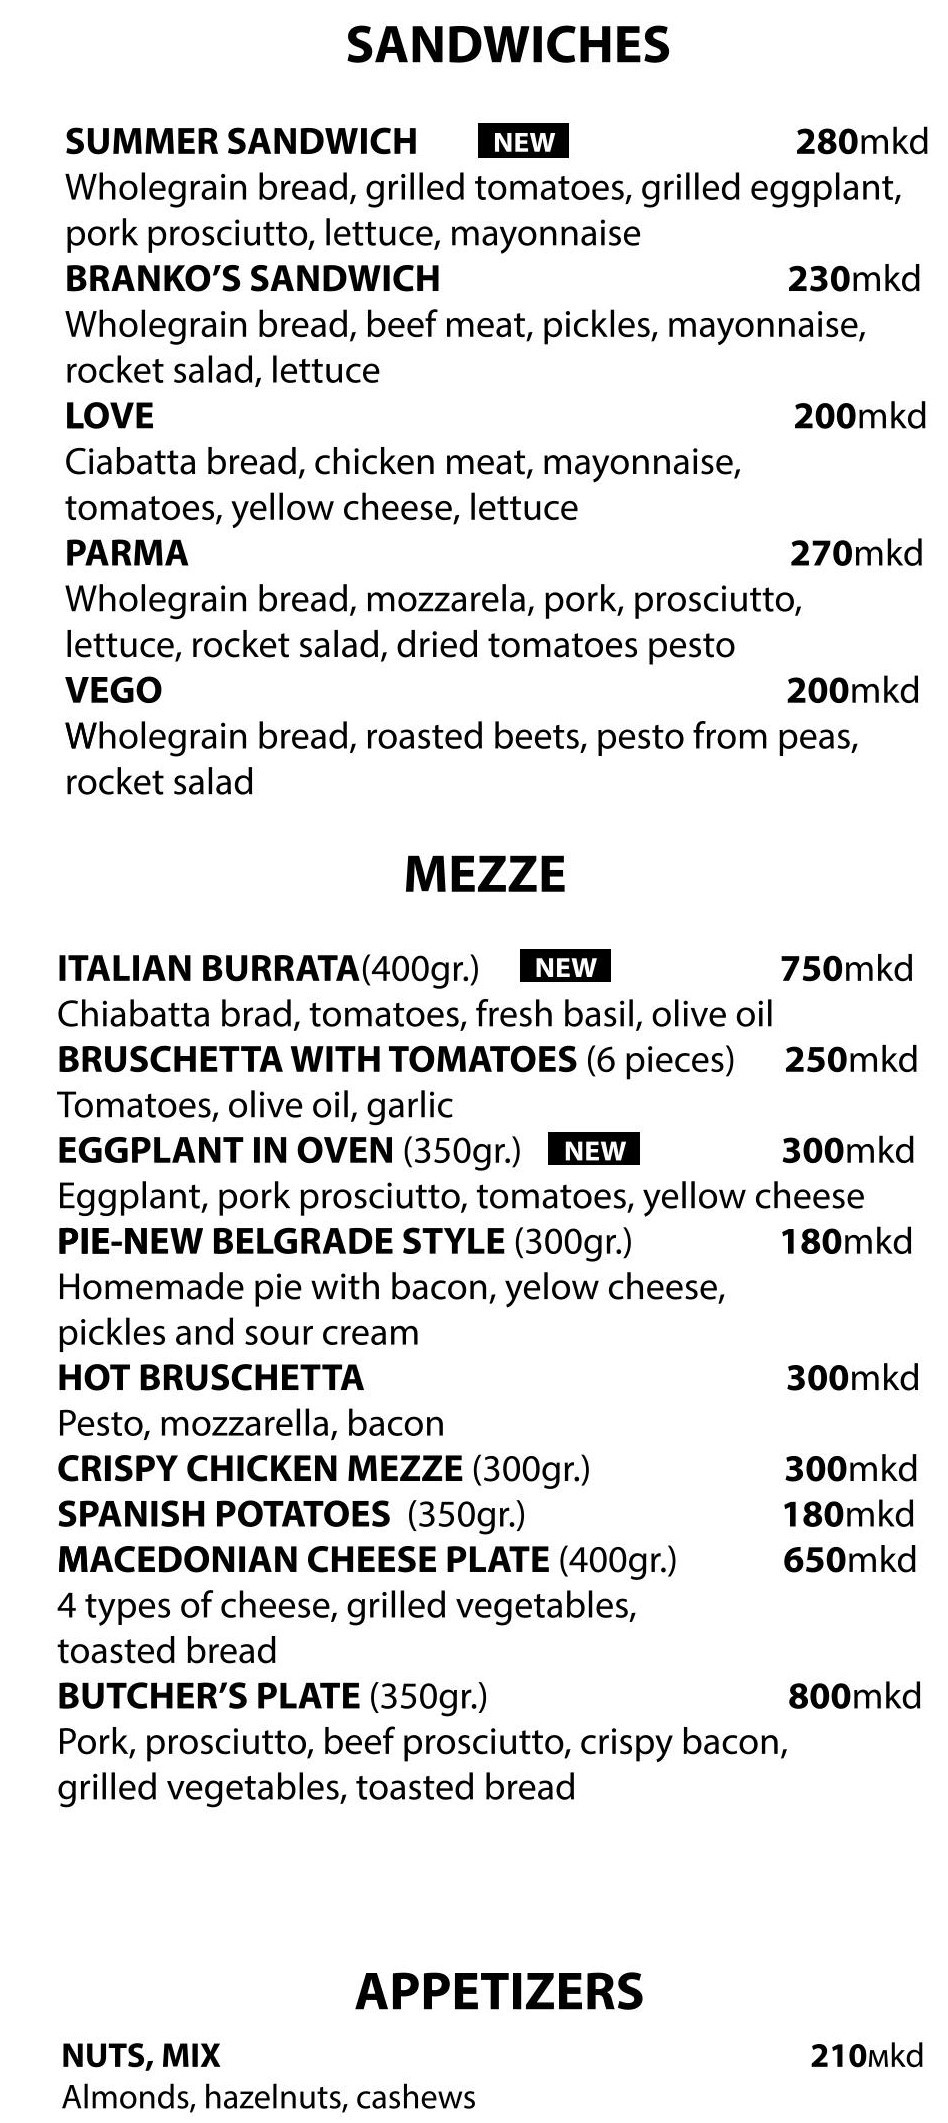 SANDWICHES
SUMMER SANDWICH NEW 280mkd
Wholegrain bread, grilled tomatoes, grilled eggplant,
pork prosciutto, lettuce, mayonnaise
BRANKO’S SANDWICH 230mkd
Wholegrain bread, beef meat, pickles, mayonnaise,
rocket salad, lettuce
LOVE 200mkd
Ciabatta bread, chicken meat, mayonnaise,
tomatoes, yellow cheese, lettuce
PARMA 270mkd
Wholegrain bread, mozzarela, pork, prosciutto,
lettuce, rocket salad, dried tomatoes pesto
VEGO 200mkd
Wholegrain bread, roasted beets, pesto from peas,
rocket salad
MEZZE
ITALIAN BURRATA(400gr.) NEW 750mkd
Chiabatta brad, tomatoes, fresh basil, olive oil
BRUSCHETTA WITH TOMATOES (6 pieces) 250mkd
Tomatoes, olive oil, garlic
EGGPLANT IN OVEN (350gr.) NEW 300mkd
Eggplant, pork prosciutto, tomatoes, yellow cheese
PIE-NEW BELGRADE STYLE (300gr.) 180mkd
Homemade pie with bacon, yelow cheese,
pickles and sour cream
HOT BRUSCHETTA 300mkd
Pesto, mozzarella, bacon
CRISPY CHICKEN MEZZE (300gr.) 300mkd
SPANISH POTATOES (350gr.) 180mkd
MACEDONIAN CHEESE PLATE (400gr.) 650mkd
4 types of cheese, grilled vegetables,
toasted bread
BUTCHER’S PLATE (350gr.) 800mkd
Pork, prosciutto, beef prosciutto, crispy bacon,
grilled vegetables, toasted bread
APPETIZERS
NUTS, MIX 210мkd
Almonds, hazelnuts, cashews